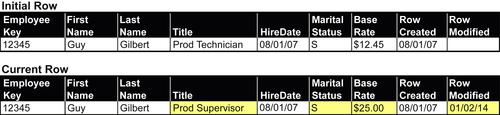 Initial Row
Employee Key First Name Last Name Title HireDate Marital Status Base Rate Row Created Row Modified
12345 Guy Gilbert Prod Technician 08/01/07 S $12.45 08/01/07
Current Row
Employee Key First Name Last Name Title HireDate Marital Status Base Rate Row Created Row Modified
12345 Guy Gilbert Prod Supervisor 08/01/07 S $25.00 08/01/07 01/02/14